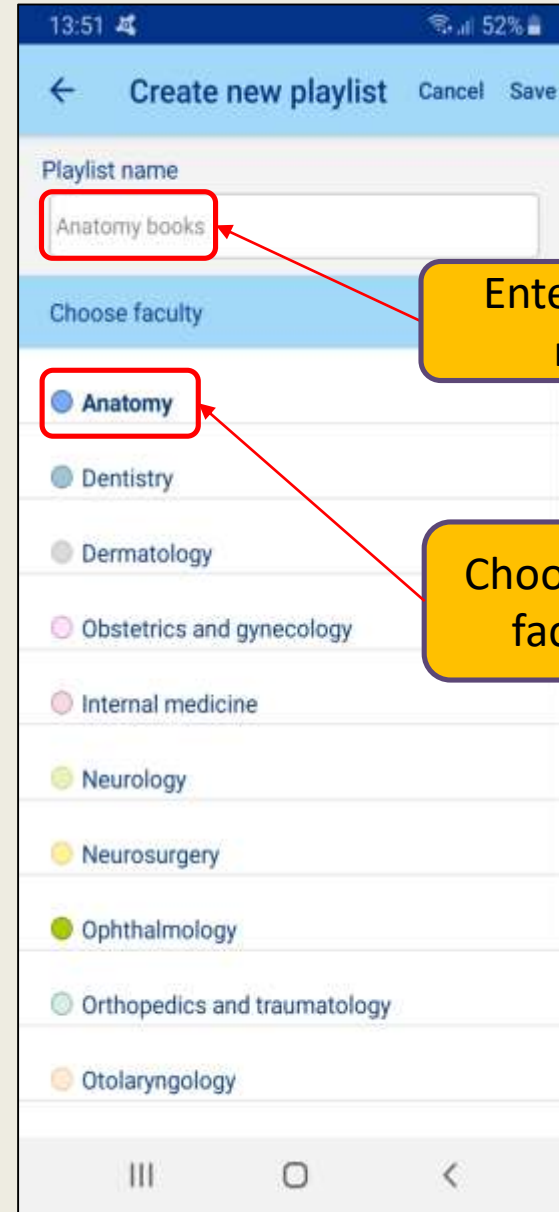 13:51 52%
Create new playlist Cancel Save
Playlist name
Anatomy books
Choose faculty
Anatomy
Dentistry
Dermatology
Obstetrics and gynecology
Internal medicine
Neurology
Neurosurgery
Ophthalmology
Orthopedics and traumatology
Otolaryngology